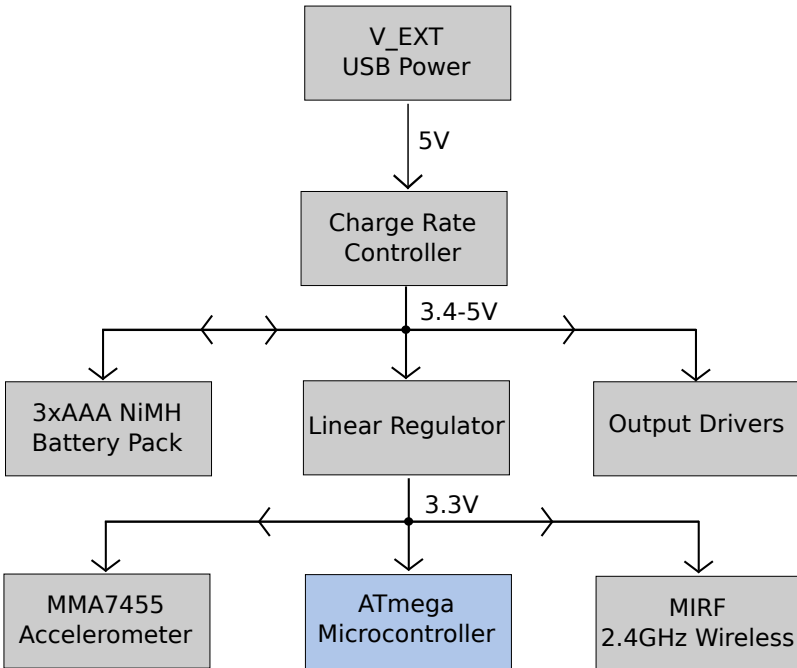 V_EXT
USB Power
5V
Charge Rate
Controller
3.4-5V
3xAAA NiMH
Battery Pack
Linear Regulator
Output Drivers
3.3V
MMA7455
Accelerometer
ATmega
Microcontroller
MIRF
2.4GHz Wireless